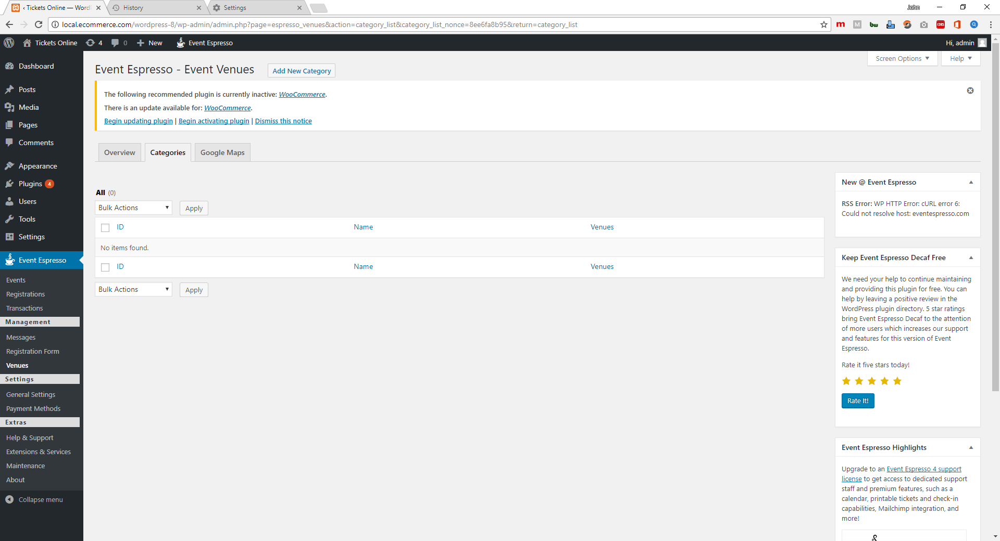 ‹ Tickets Online — Word
History
Settings
John
local.ecommerce.com/wordpress-8/wp-admin/admin.php?page=espresso_venues&action=category_list&category_list_nonce=8ee6fa8b95&return=category_list
m M bw CORS
Tickets Online 4 0 New Event Espresso
Hi, admin
Dashboard
Posts
Media
Pages
Comments
Appearance
Plugins 4
Users
Tools
Settings
Event Espresso
Events
Registrations
Transactions
Management
Messages
Registration Form
Venues
Settings
General Settings
Payment Methods
Extras
Help & Support
Extensions & Services
Maintenance
About
Collapse menu
Screen Options
Help
Event Espresso - Event Venues
Add New Category
The following recommended plugin is currently inactive: WooCommerce.
There is an update available for: WooCommerce.
Begin updating plugin | Begin activating plugin | Dismiss this notice
Overview
Categories
Google Maps
All (0)
Bulk Actions
Apply
ID Name Venues
No items found.
ID Name Venues
Bulk Actions
Apply
New @ Event Espresso
RSS Error: WP HTTP Error: cURL error 6:
Could not resolve host: eventespresso.com
Keep Event Espresso Decaf Free
We need your help to continue maintaining
and providing this plugin for free. You can
help by leaving a positive review in the
WordPress plugin directory. 5 star ratings
bring Event Espresso Decaf to the attention
of more users which increases our support
and features for this version of Event
Espresso.
Rate it five stars today!
Rate It!
Event Espresso Highlights
Upgrade to an Event Espresso 4 support
license to get access to dedicated support
staff and premium features, such as a
calendar, printable tickets and check-in
capabilities, Mailchimp integration, and
more!